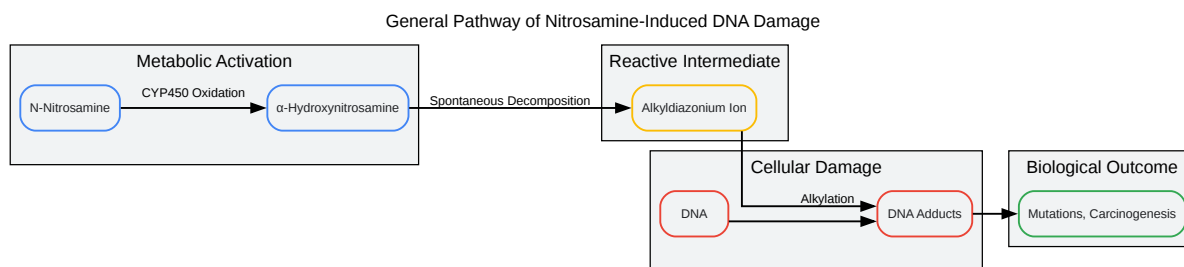 General Pathway of Nitrosamine-Induced DNA Damage
Metabolic Activation
N-Nitrosamine
CYP450 Oxidation
α-Hydroxynitrosamine
Spontaneous Decomposition
Reactive Intermediate
Alkyldiazonium Ion
Cellular Damage
DNA
Alkylation
DNA Adducts
Biological Outcome
Mutations, Carcinogenesis